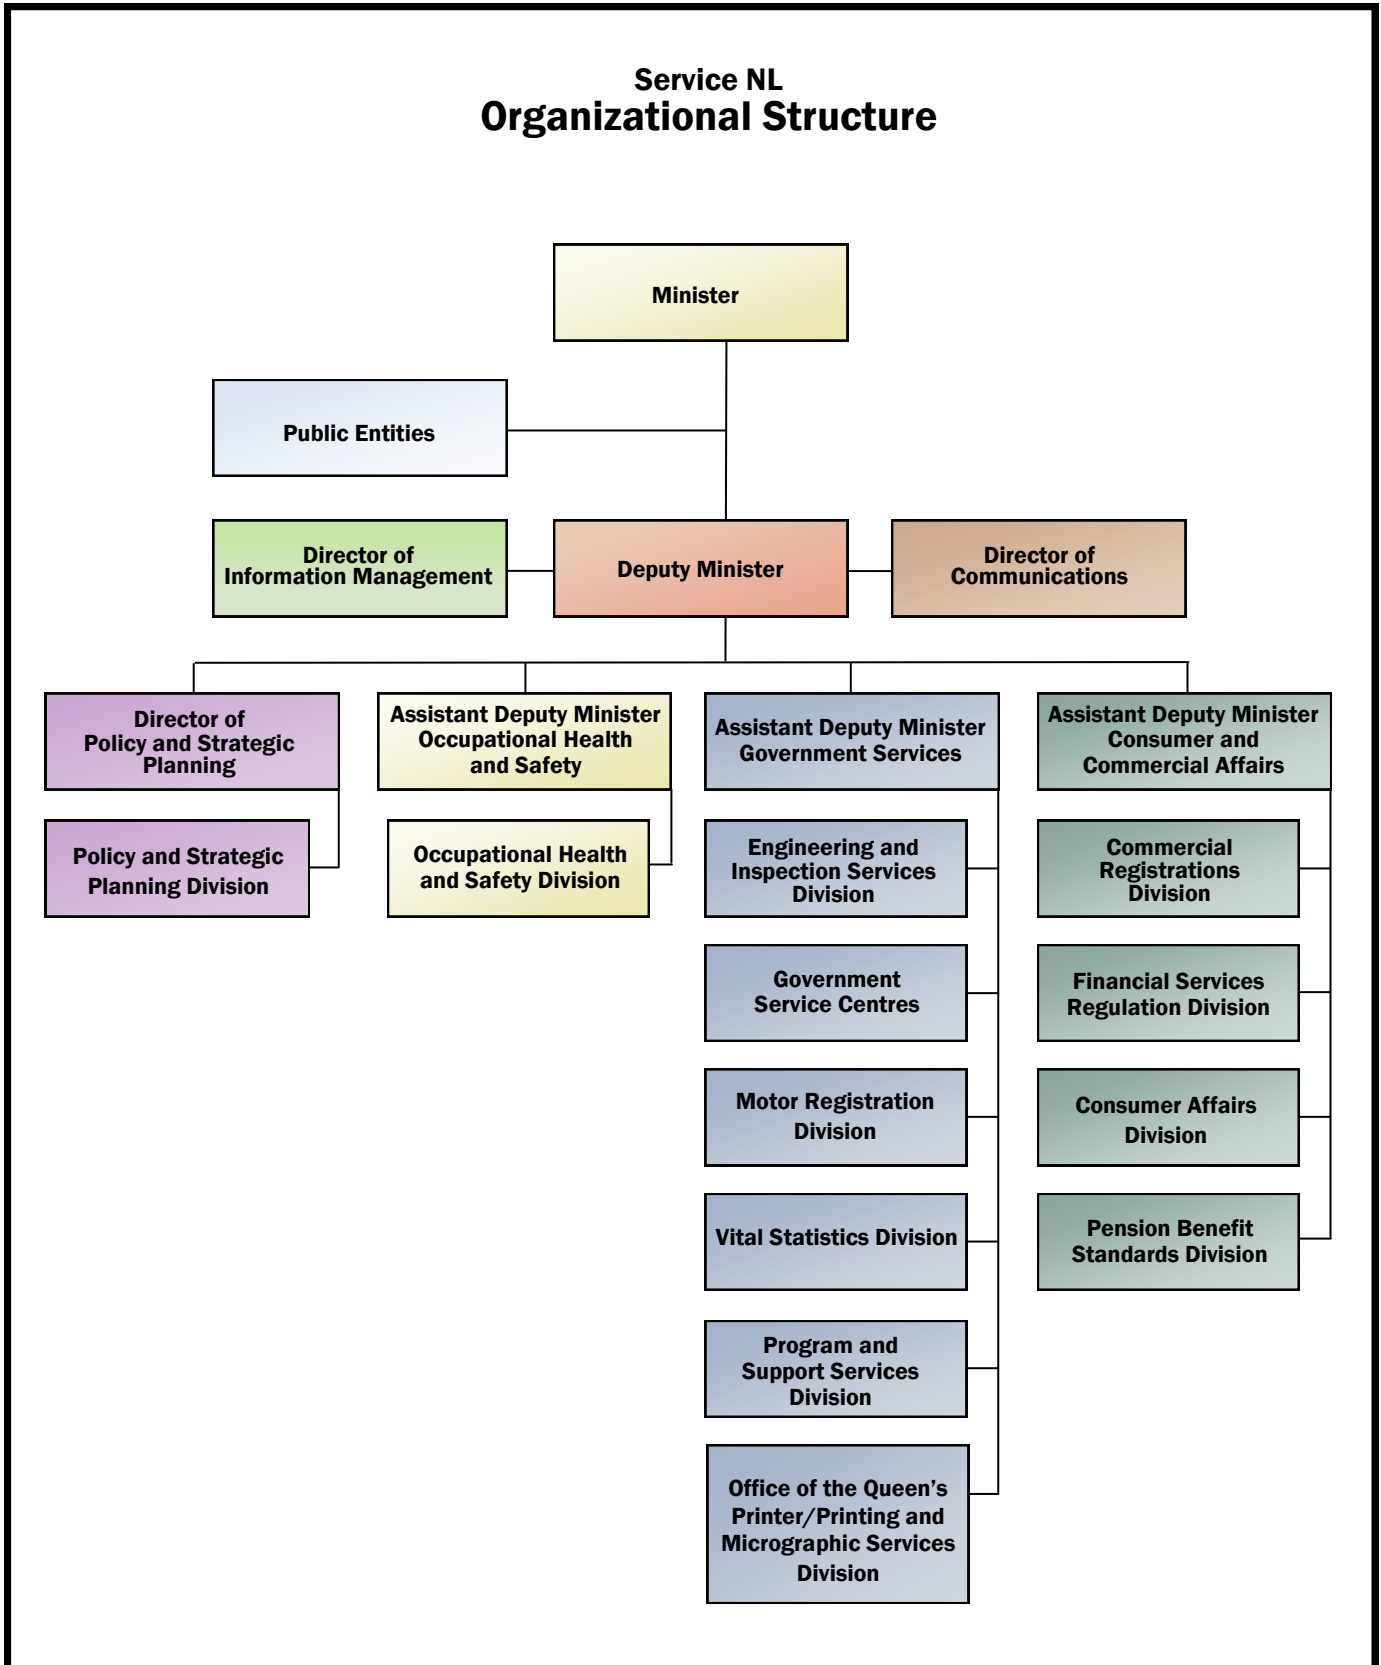 Service NL
Organizational Structure
Minister
Public Entities
Director of
Information Management
Deputy Minister
Director of
Communications
Director of
Policy and Strategic
Planning
Assistant Deputy Minister
Occupational Health
and Safety
Assistant Deputy Minister
Government Services
Assistant Deputy Minister
Consumer and
Commercial Affairs
Policy and Strategic
Planning Division
Occupational Health
and Safety Division
Engineering and
Inspection Services
Division
Commercial
Registrations
Division
Government
Service Centres
Financial Services
Regulation Division
Motor Registration
Division
Consumer Affairs
Division
Vital Statistics Division
Pension Benefit
Standards Division
Program and
Support Services
Division
Office of the Queen’s
Printer/Printing and
Micrographic Services
Division